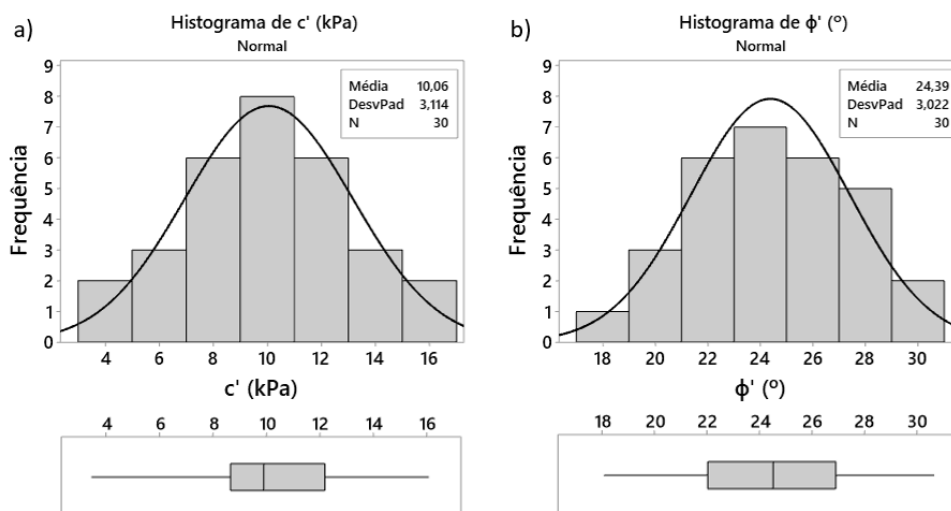 a)
Histograma de c' (kPa)
Normal
Média 10,06
DesvPad 3,114
N 30
Frequência
9
8
7
6
5
4
3
2
1
0
4 6 8 10 12 14 16
c' (kPa)
4 6 8 10 12 14 16
b)
Histograma de ϕ' (º)
Normal
Média 24,39
DesvPad 3,022
N 30
Frequência
9
8
7
6
5
4
3
2
1
0
18 20 22 24 26 28 30
ϕ' (º)
18 20 22 24 26 28 30